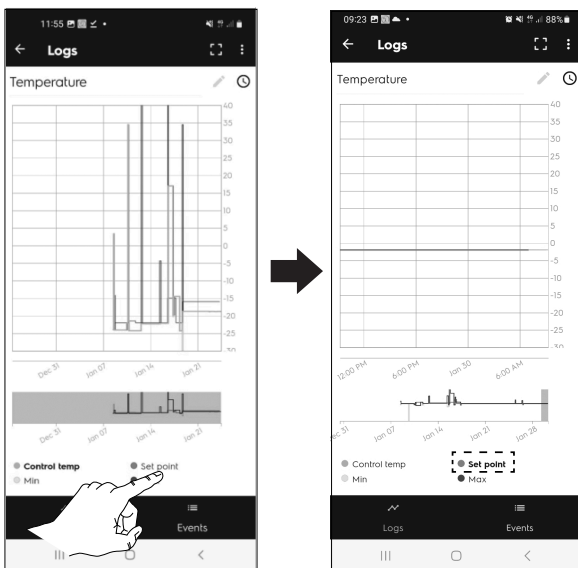 11:55
Logs
Temperature
40
35
30
25
20
15
10
5
0
-5
-10
-15
-20
-25
-30
Dec 31
Jan 07
Jan 14
Jan 21
Dec 31
Jan 07
Jan 14
Jan 21
Control temp
Set point
Min
Events
09:23
88%
Logs
Temperature
40
35
30
25
20
15
10
5
0
-5
-10
-15
-20
-25
-30
12:00 PM
6:00 PM
Jan 30
6:00 AM
Jan 07
Jan 14
Jan 21
Jan 28
Control temp
Set point
Min
Max
Logs
Events